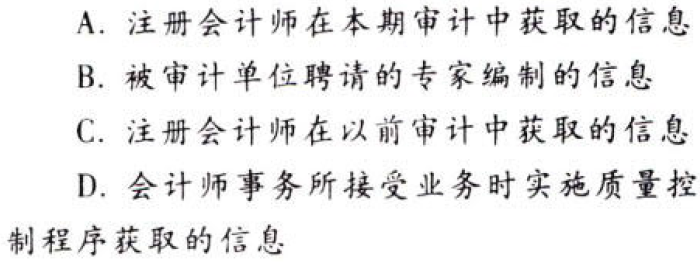 A. 注册会计师在本期审计中获取的信息
B. 被审计单位聘请的专家编制的信息
C. 注册会计师在以前审计中获取的信息
D. 会计师事务所接受业务时实施质量控
制程序获取的信息